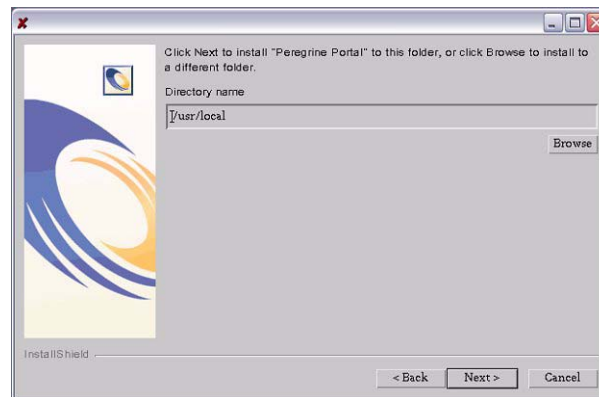 Click Next to install "Peregrine Portal" to this folder, or click Browse to install to
a different folder.
Directory name
/usr/local
Browse
InstallShield
< Back
Next >
Cancel